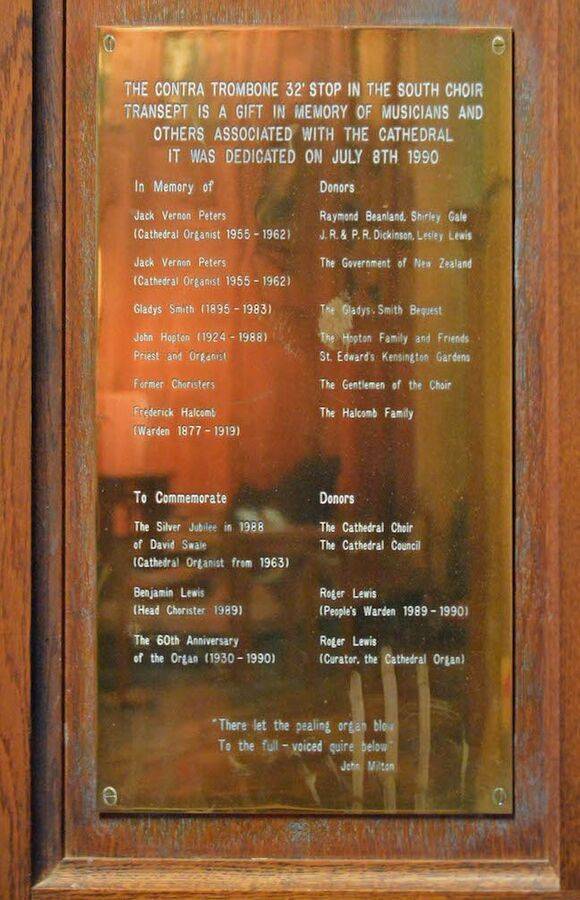 THE CONTRA TROMBONE 32' STOP IN THE SOUTH CHOIR
TRANSEPT IS A GIFT IN MEMORY OF MUSICIANS AND
OTHERS ASSOCIATED WITH THE CATHEDRAL
IT WAS DEDICATED ON JULY 8TH 1990
In Memory of Donors
Jack Vernon Peters Raymond Beanland, Shirley Gale
(Cathedral Organist 1955 - 1962) J.R. & P.R. Dickinson, Lesley Lewis
Jack Vernon Peters The Government of New Zealand
(Cathedral Organist 1955 - 1962)
Gladys Smith (1895 - 1983) The Gladys Smith Bequest
John Hopton (1924 - 1988) The Hopton Family and Friends
Priest and Organist St. Edward's Kensington Gardens
Former Choristers The Gentlemen of the Choir
Frederick Halcomb The Halcomb Family
(Warden 1877 - 1919)
To Commemorate Donors
The Silver Jubilee in 1988 The Cathedral Choir
of David Swale The Cathedral Council
(Cathedral Organist from 1963)
Benjamin Lewis Roger Lewis
(Head Chorister 1989) (People's Warden 1989 - 1990)
The 60th Anniversary Roger Lewis
of the Organ (1930 - 1990) (Curator, the Cathedral Organ)
"There let the pealing organ blow
To the full - voiced quire below"
John Milton